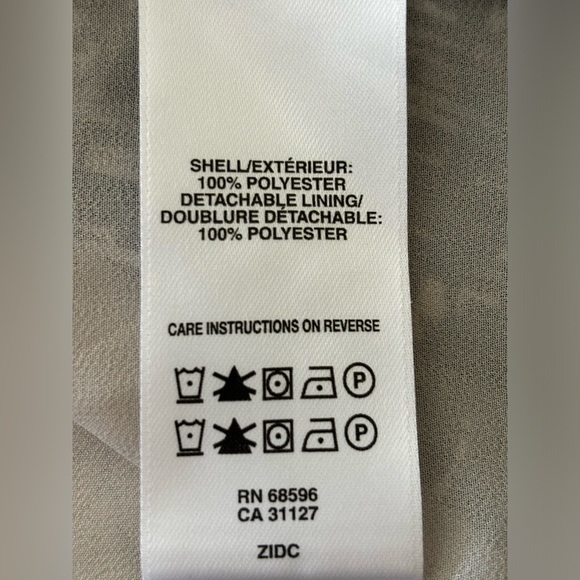 SHELL/EXTÉRIEUR:
100% POLYESTER
DETACHABLE LINING/
DOUBLURE DÉTACHABLE:
100% POLYESTER
CARE INSTRUCTIONS ON REVERSE
P
P
RN 68596
CA 31127
ZIDC